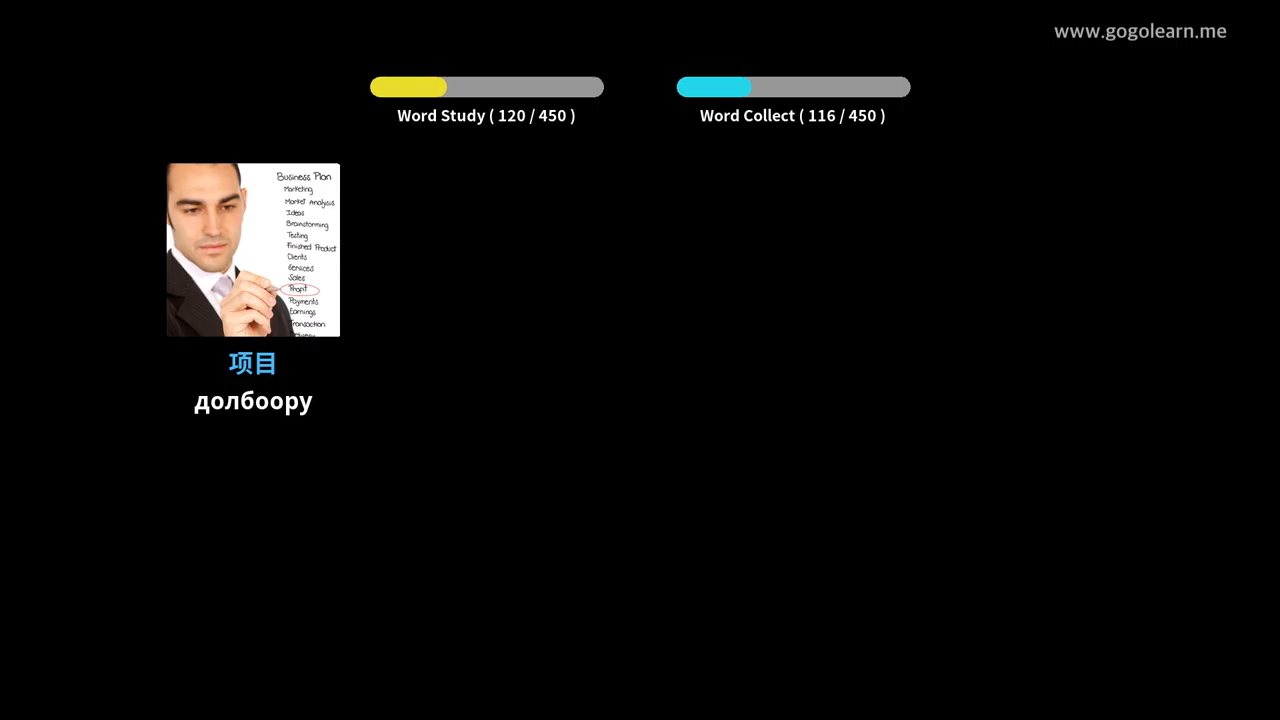 www.gogolearn.me
Word Study ( 120 / 450 )
Word Collect ( 116 / 450 )
Business Plan
Marketing
Market Analysis
Ideas
Brainstorming
Testing
Finished Product
Clients
Services
Sales
Profit
Payments
Earnings
Transaction
项目
долбоору